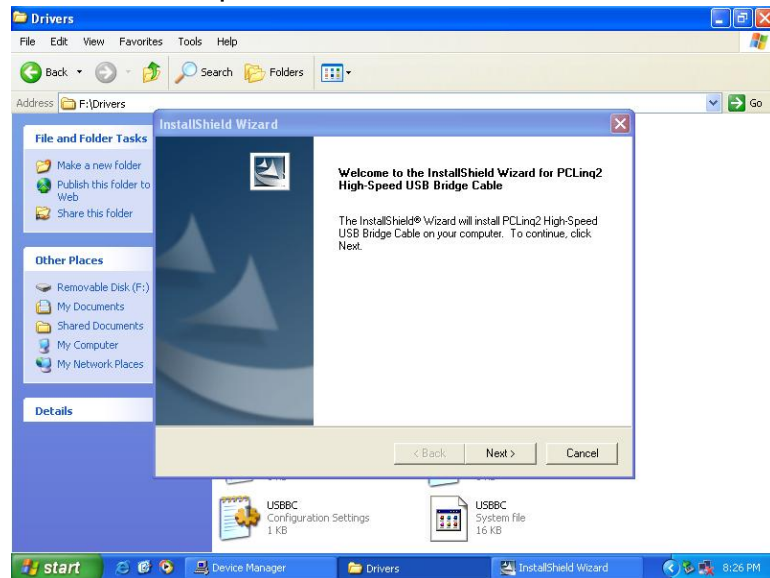 Drivers
File Edit View Favorites Tools Help
Back Search Folders
Address F:\Drivers Go
File and Folder Tasks
Make a new folder
Publish this folder to
Web
Share this folder
Other Places
Removable Disk (F:)
My Documents
Shared Documents
My Computer
My Network Places
Details
InstallShield Wizard
Welcome to the InstallShield Wizard for PCLinq2
High-Speed USB Bridge Cable
The InstallShield® Wizard will install PCLinq2 High-Speed
USB Bridge Cable on your computer. To continue, click
Next.
< Back Next > Cancel
USBBC
Configuration Settings
1 KB
USBBC
System file
16 KB
start Device Manager Drivers InstallShield Wizard 8:26 PM